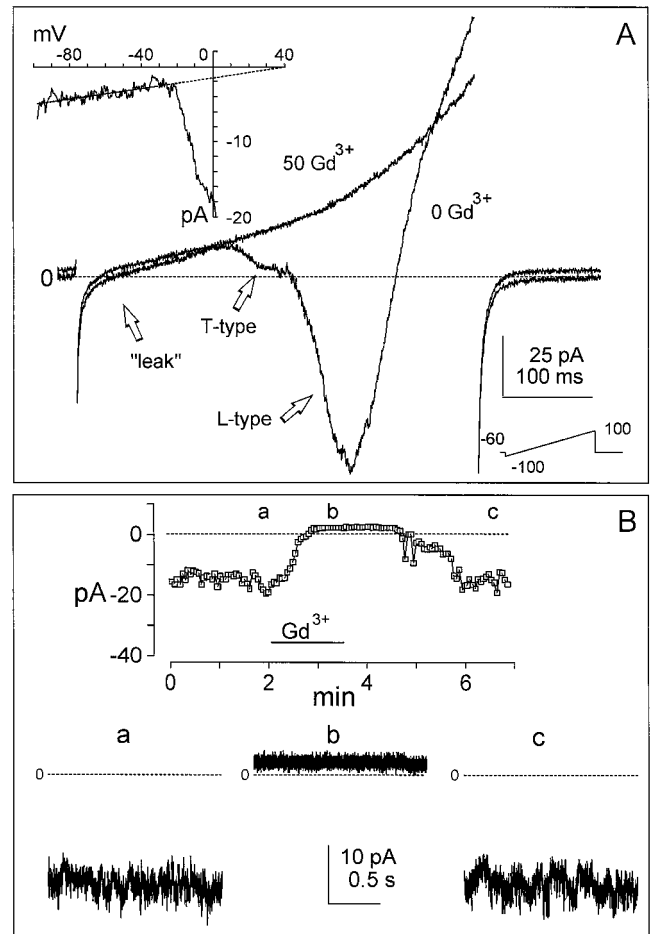 A
mV
-80 -40 0 40
-10
-20
pA
50 Gd3+
0 Gd3+
0
T-type
"leak"
L-type
25 pA
100 ms
-60 100
-100
B
a b c
0
-20
-40
pA
Gd3+
0 2 4 6
min
a b c
0 0 0
10 pA
0.5 s